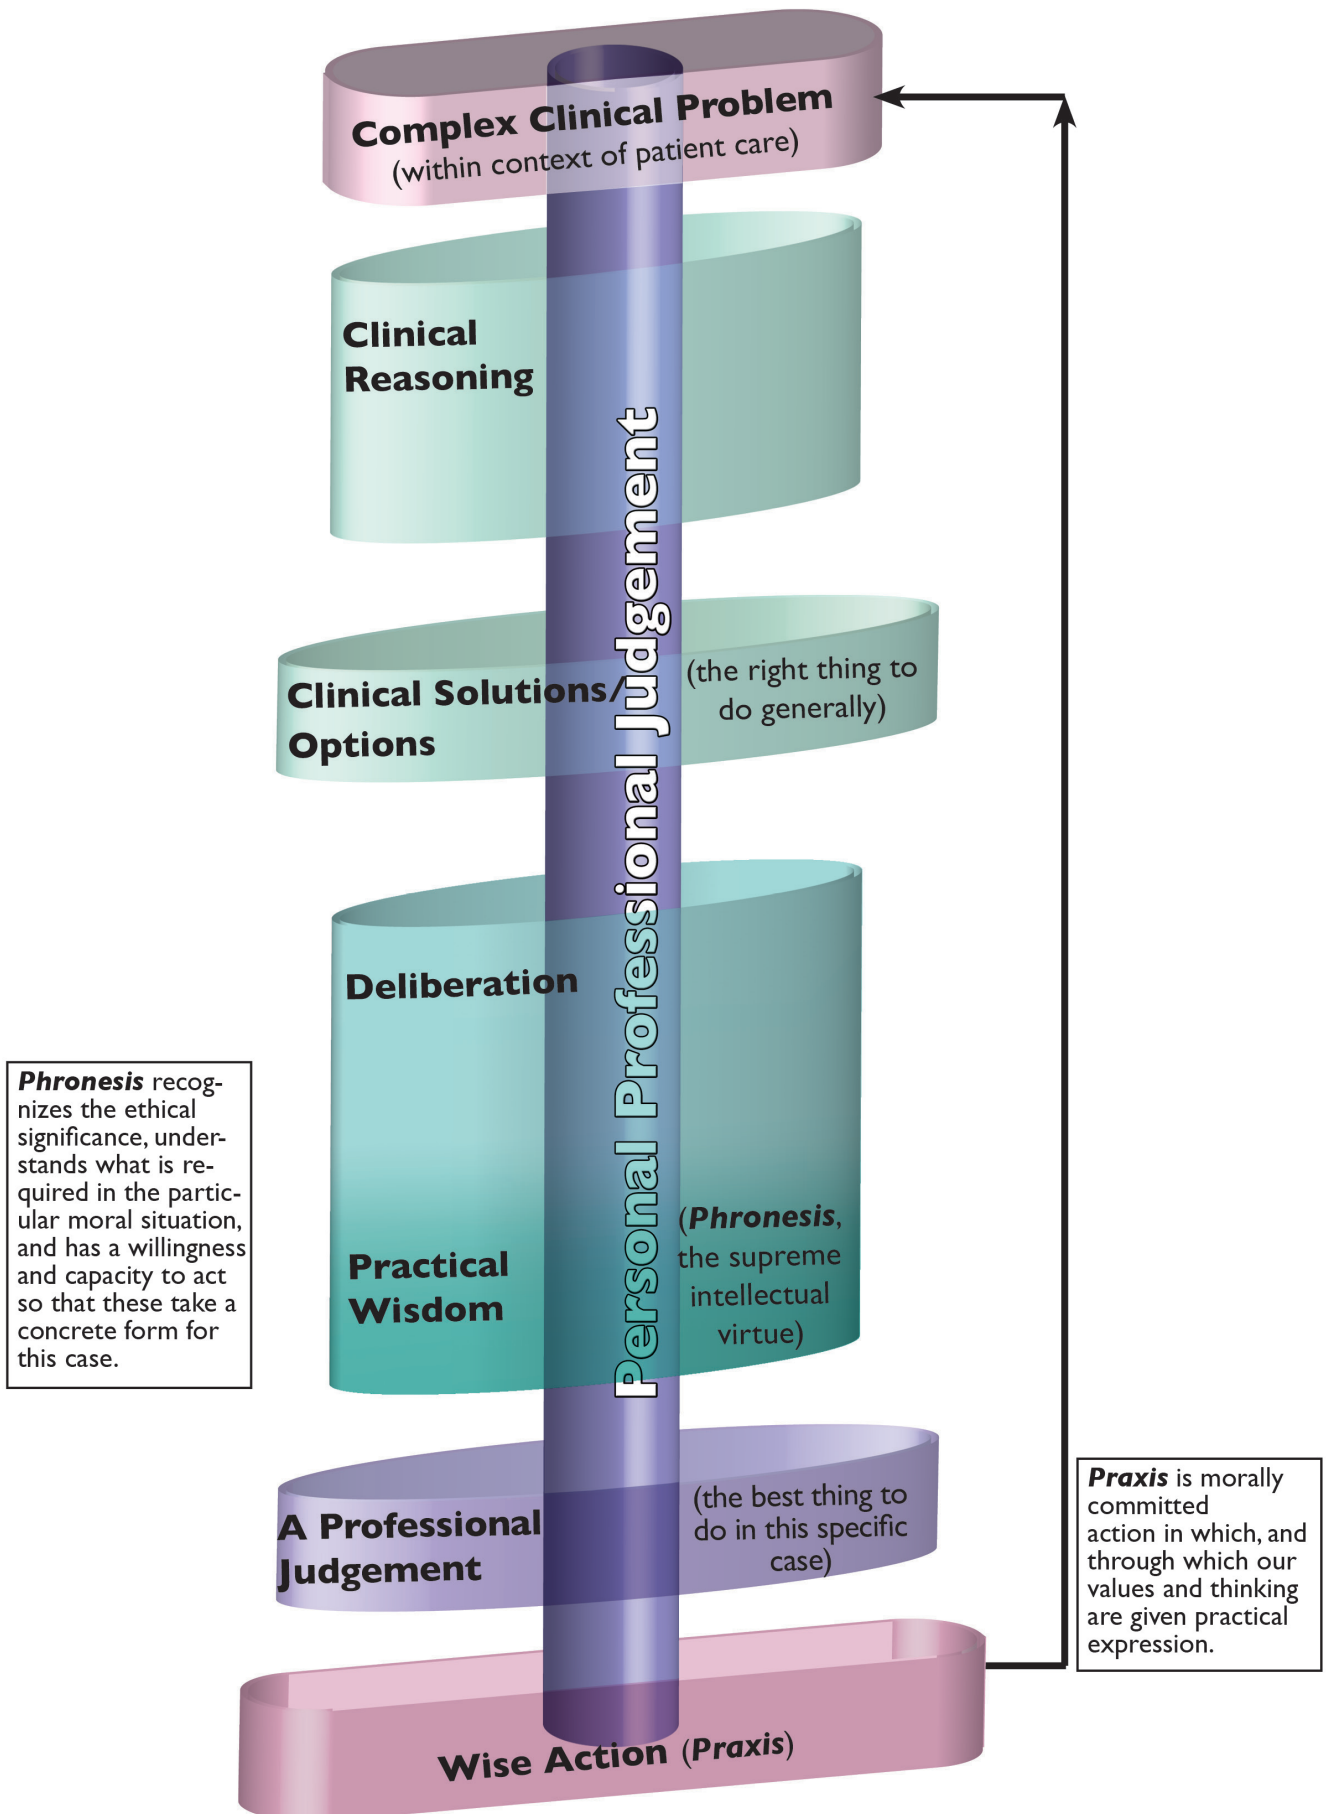 Complex Clinical Problem
(within context of patient care)
Clinical
Reasoning
Personal Professional Judgement
Clinical Solutions/
Options
(the right thing to
do generally)
Deliberation
Practical
Wisdom
(Phronesis,
the supreme
intellectual
virtue)
Phronesis recog-
nizes the ethical
significance, under-
stands what is re-
quired in the partic-
ular moral situation,
and has a willingness
and capacity to act
so that these take a
concrete form for
this case.
A Professional
Judgement
(the best thing to
do in this specific
case)
Praxis is morally
committed
action in which, and
through which our
values and thinking
are given practical
expression.
Wise Action (Praxis)